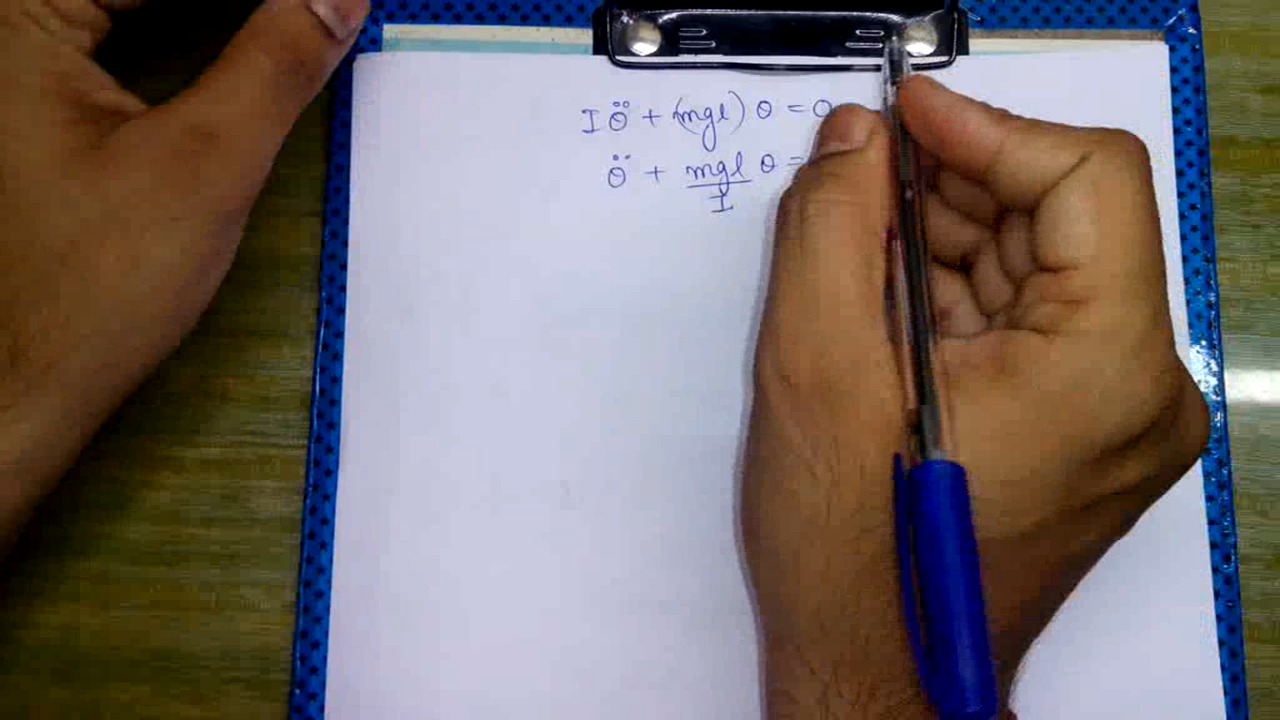 I θ̈ + (mgl) θ = 0
θ̈ + mgl/I θ =